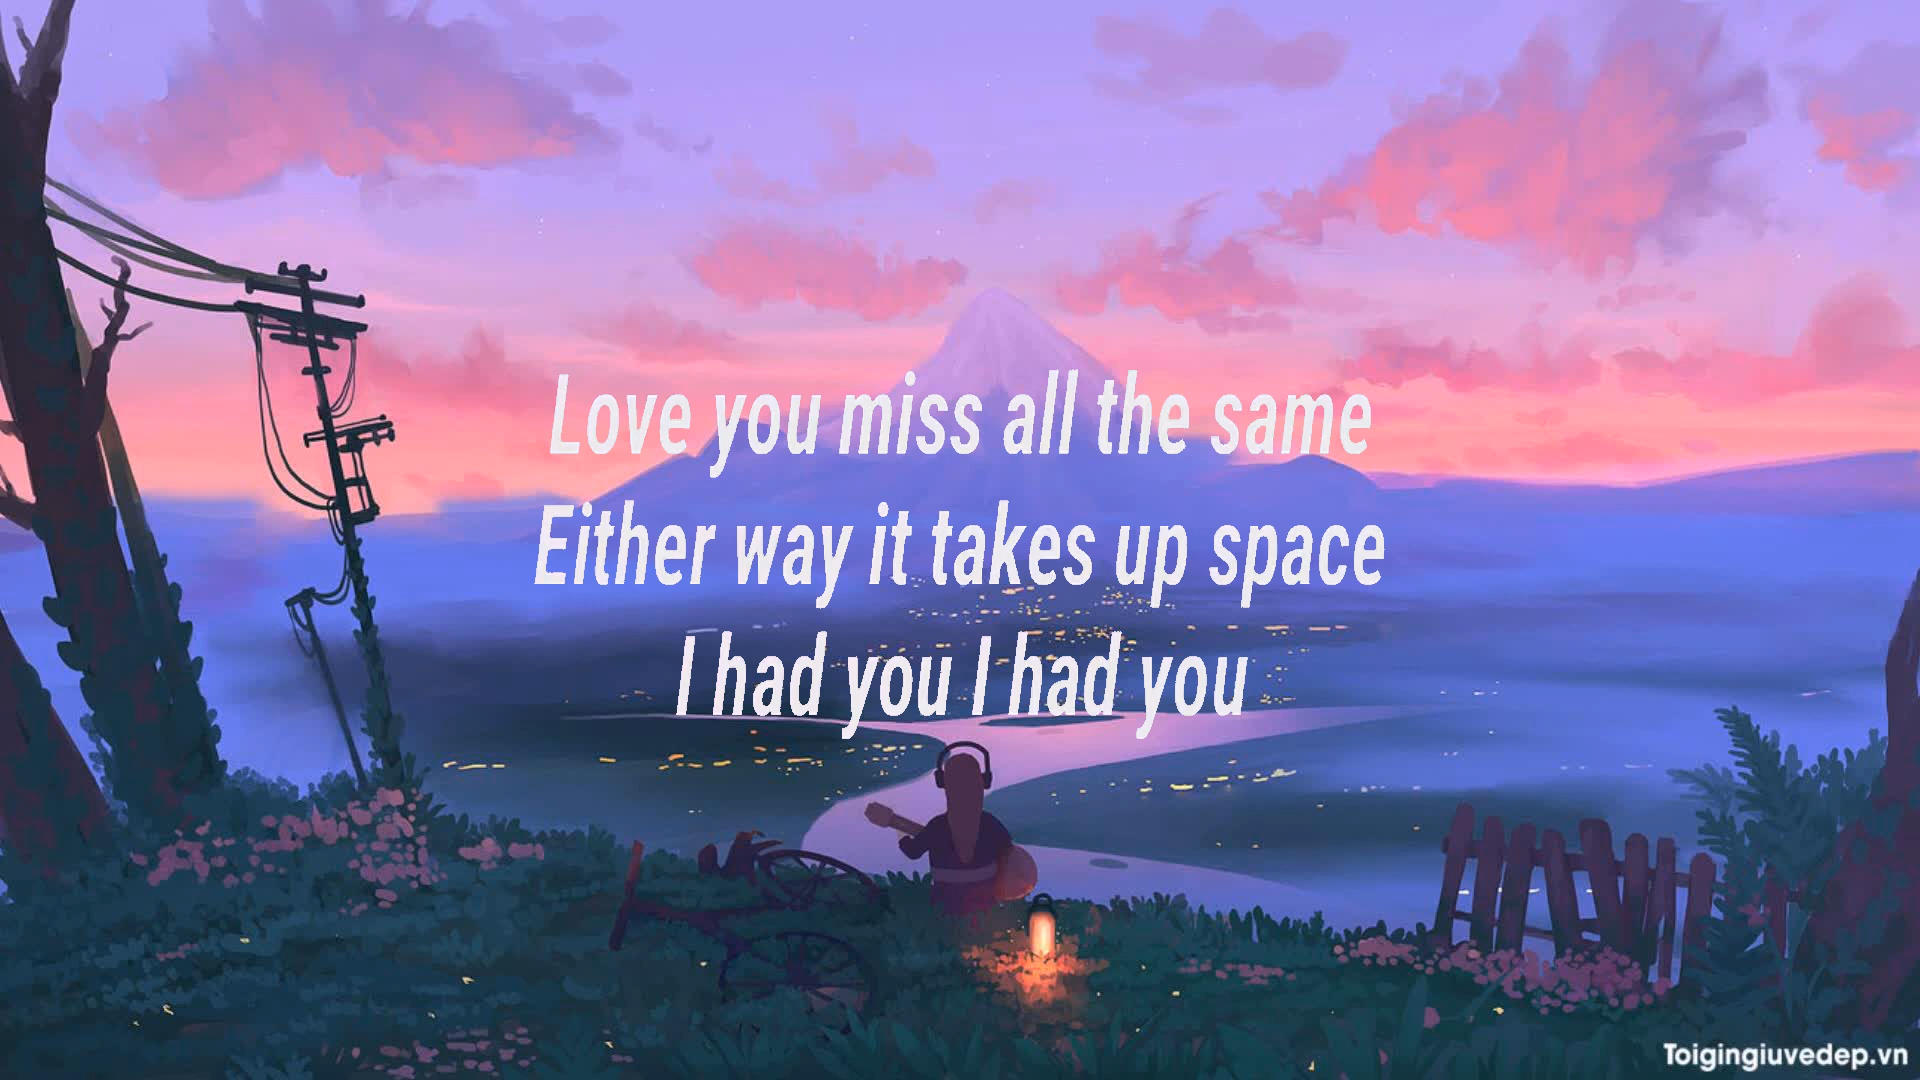 Love you miss all the same
Either way it takes up space
I had you I had you
Toigingiuvedep.vn